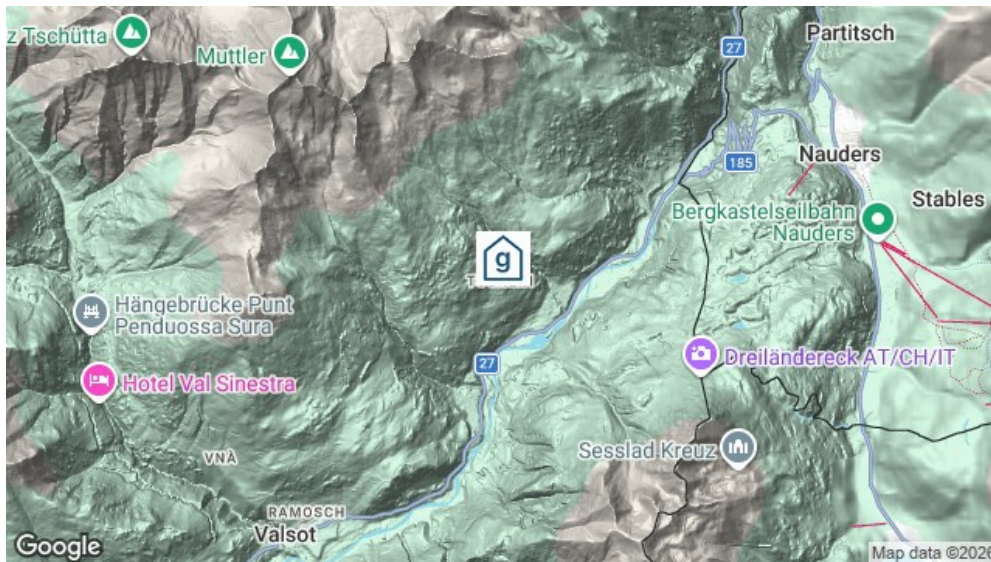 z Tschütta
Muttler
27
Partitsch
185
Nauders
Stables
Bergkastelseilbahn
Nauders
g
Hängebrücke Punt
Penduossa Sura
27
Dreiländereck AT/CH/IT
Hotel Val Sinestra
Sesslad Kreuz
VNÀ
RAMOSCH
Valsot
Google
Map data ©2026